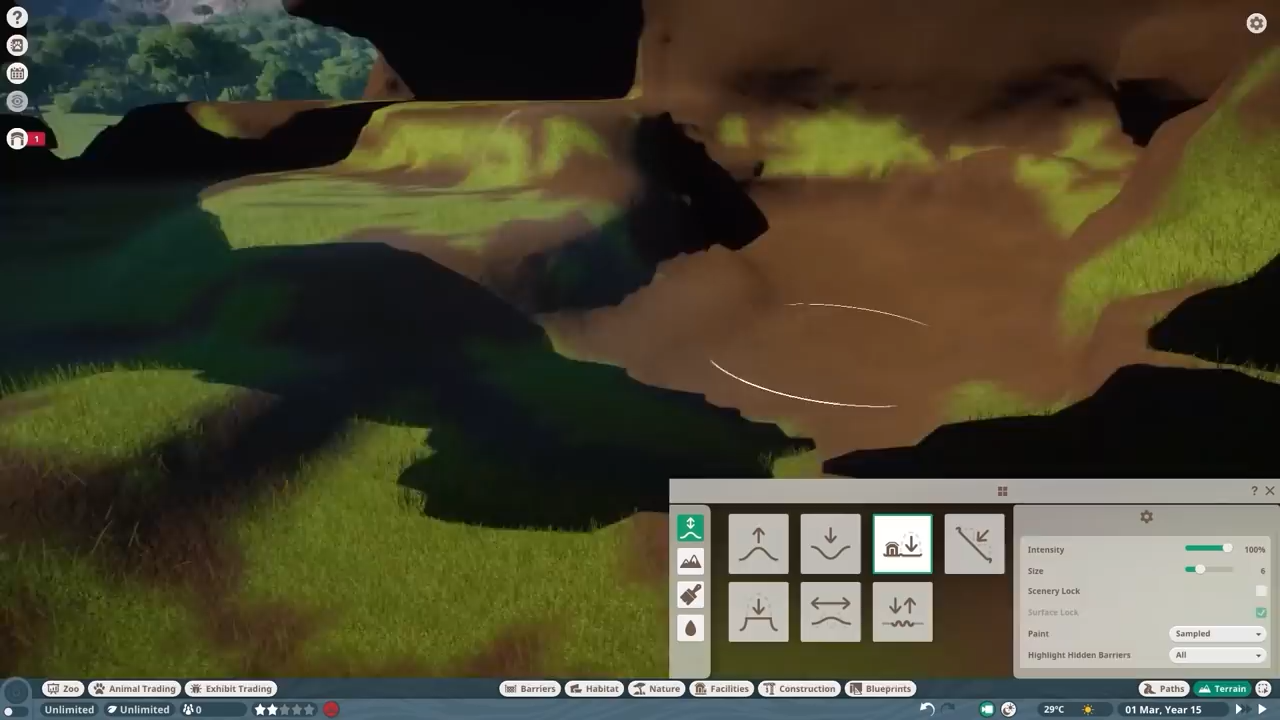 ?
1
? ✕
Intensity 100%
Size 6
Scenery Lock
Surface Lock
Paint Sampled
Highlight Hidden Barriers All
Zoo Animal Trading Exhibit Trading Barriers Habitat Nature Facilities Construction Blueprints Paths Terrain
Unlimited Unlimited 0 29°C 01 Mar, Year 15